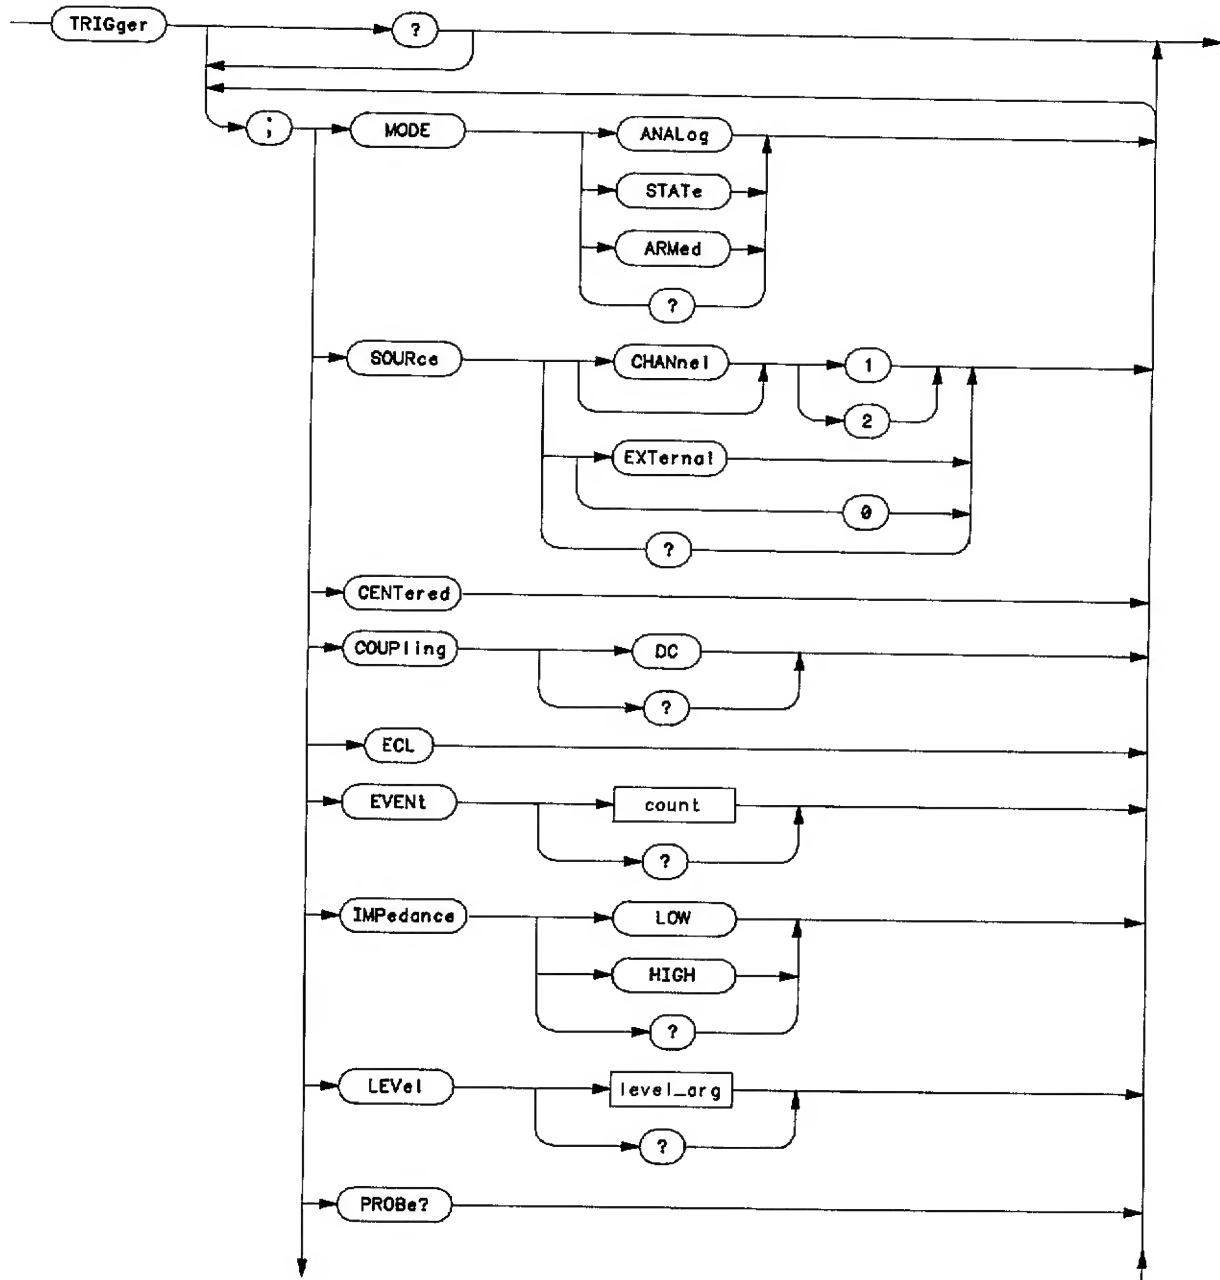 TRIGger
?
;
MODE
ANALog
STATe
ARMed
?
SOURce
CHANnel
1
2
EXTernal
0
?
CENTered
COUPling
DC
?
ECL
EVENt
count
?
IMPedance
LOW
HIGH
?
LEVel
level_arg
?
PROBe?